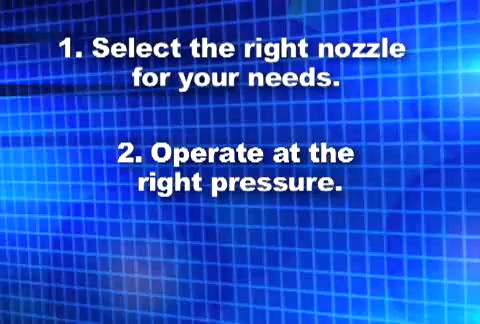 1. Select the right nozzle
for your needs.
2. Operate at the
right pressure.